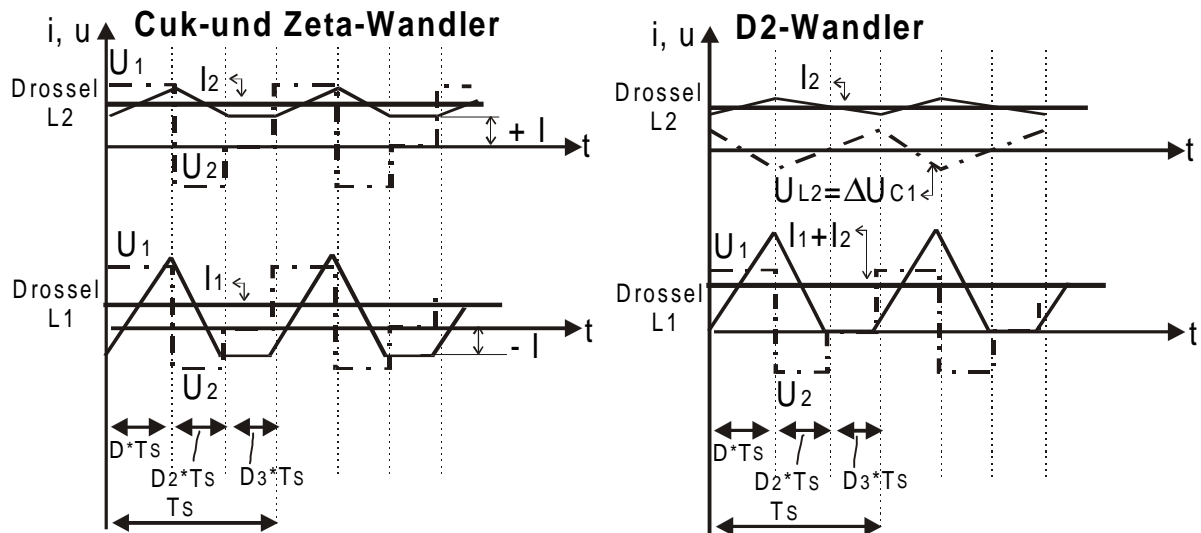 Cuk-und Zeta-Wandler
i, u
U1
Drossel
L2
I2
+ I
t
U2
U1
I1
Drossel
L1
t
- I
U2
D*Ts
D2*Ts
D3*Ts
Ts
D2-Wandler
i, u
I2
Drossel
L2
t
UL2=ΔUC1
U1
I1+I2
Drossel
L1
t
U2
D*Ts
D2*Ts
D3*Ts
Ts